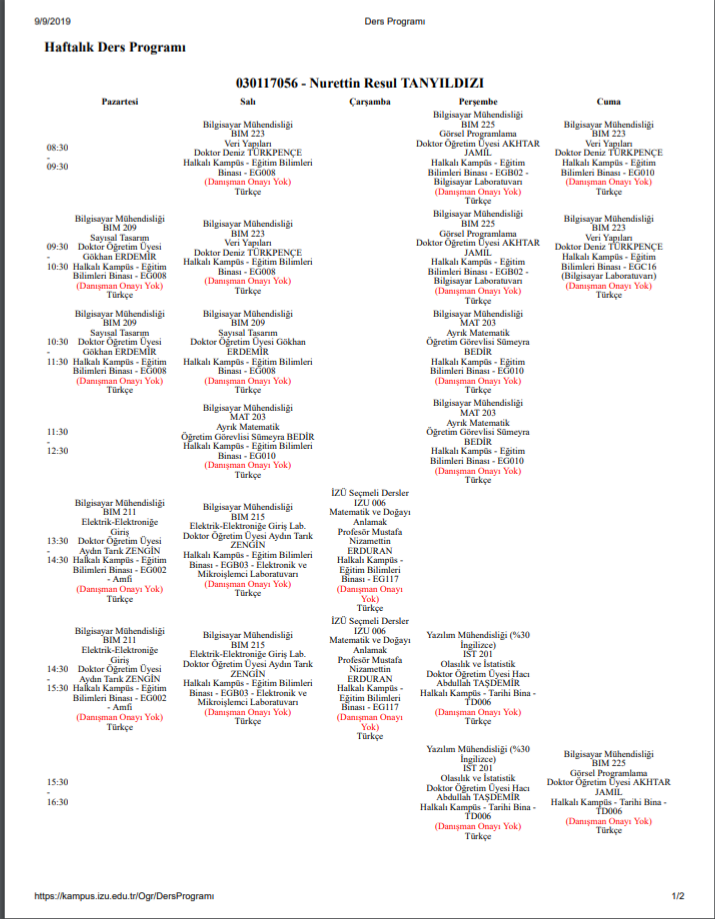 9/9/2019
Ders Programı
Haftalık Ders Programı
030117056 - Nurettin Resul TANYILDIZI
Pazartesi
Salı
Çarşamba
Perşembe
Cuma
08:30
-
09:30
Bilgisayar Mühendisliği
BIM 223
Veri Yapıları
Doktor Deniz TÜRKPENÇE
Halkalı Kampüs - Eğitim Bilimleri
Binası - EG008
(Danışman Onayı Yok)
Türkçe
Bilgisayar Mühendisliği
BIM 225
Görsel Programlama
Doktor Öğretim Üyesi AKHTAR
JAMİL
Halkalı Kampüs - Eğitim
Bilimleri Binası - EGB02 -
Bilgisayar Laboratuvarı
(Danışman Onayı Yok)
Türkçe
Bilgisayar Mühendisliği
BIM 223
Veri Yapıları
Doktor Deniz TÜRKPENÇE
Halkalı Kampüs - Eğitim
Bilimleri Binası - EG010
(Danışman Onayı Yok)
Türkçe
09:30
-
10:30
Bilgisayar Mühendisliği
BIM 209
Sayısal Tasarım
Doktor Öğretim Üyesi
Gökhan ERDEMİR
Halkalı Kampüs - Eğitim
Bilimleri Binası - EG008
(Danışman Onayı Yok)
Türkçe
Bilgisayar Mühendisliği
BIM 223
Veri Yapıları
Doktor Deniz TÜRKPENÇE
Halkalı Kampüs - Eğitim Bilimleri
Binası - EG008
(Danışman Onayı Yok)
Türkçe
Bilgisayar Mühendisliği
BIM 225
Görsel Programlama
Doktor Öğretim Üyesi AKHTAR
JAMİL
Halkalı Kampüs - Eğitim
Bilimleri Binası - EGB02 -
Bilgisayar Laboratuvarı
(Danışman Onayı Yok)
Türkçe
Bilgisayar Mühendisliği
BIM 223
Veri Yapıları
Doktor Deniz TÜRKPENÇE
Halkalı Kampüs - Eğitim
Bilimleri Binası - EGC16
(Bilgisayar Laboratuvarı)
(Danışman Onayı Yok)
Türkçe
10:30
-
11:30
Bilgisayar Mühendisliği
BIM 209
Sayısal Tasarım
Doktor Öğretim Üyesi
Gökhan ERDEMİR
Halkalı Kampüs - Eğitim
Bilimleri Binası - EG008
(Danışman Onayı Yok)
Türkçe
Bilgisayar Mühendisliği
BIM 209
Sayısal Tasarım
Doktor Öğretim Üyesi Gökhan
ERDEMİR
Halkalı Kampüs - Eğitim Bilimleri
Binası - EG008
(Danışman Onayı Yok)
Türkçe
Bilgisayar Mühendisliği
MAT 203
Ayrık Matematik
Öğretim Görevlisi Sümeyra
BEDİR
Halkalı Kampüs - Eğitim
Bilimleri Binası - EG010
(Danışman Onayı Yok)
Türkçe
11:30
-
12:30
Bilgisayar Mühendisliği
MAT 203
Ayrık Matematik
Öğretim Görevlisi Sümeyra BEDİR
Halkalı Kampüs - Eğitim Bilimleri
Binası - EG010
(Danışman Onayı Yok)
Türkçe
Bilgisayar Mühendisliği
MAT 203
Ayrık Matematik
Öğretim Görevlisi Sümeyra
BEDİR
Halkalı Kampüs - Eğitim
Bilimleri Binası - EG010
(Danışman Onayı Yok)
Türkçe
13:30
-
14:30
Bilgisayar Mühendisliği
BIM 211
Elektrik-Elektroniğe
Giriş
Doktor Öğretim Üyesi
Aydın Tarık ZENGİN
Halkalı Kampüs - Eğitim
Bilimleri Binası - EG002
- Amfi
(Danışman Onayı Yok)
Türkçe
Bilgisayar Mühendisliği
BIM 215
Elektrik-Elektroniğe Giriş Lab.
Doktor Öğretim Üyesi Aydın Tarık
ZENGİN
Halkalı Kampüs - Eğitim Bilimleri
Binası - EGB03 - Elektronik ve
Mikroişlemci Laboratuvarı
(Danışman Onayı Yok)
Türkçe
İZÜ Seçmeli Dersler
IZU 006
Matematik ve Doğayı
Anlamak
Profesör Mustafa
Nizamettin
ERDURAN
Halkalı Kampüs -
Eğitim Bilimleri
Binası - EG117
(Danışman Onayı
Yok)
Türkçe
14:30
-
15:30
Bilgisayar Mühendisliği
BIM 211
Elektrik-Elektroniğe
Giriş
Doktor Öğretim Üyesi
Aydın Tarık ZENGİN
Halkalı Kampüs - Eğitim
Bilimleri Binası - EG002
- Amfi
(Danışman Onayı Yok)
Türkçe
Bilgisayar Mühendisliği
BIM 215
Elektrik-Elektroniğe Giriş Lab.
Doktor Öğretim Üyesi Aydın Tarık
ZENGİN
Halkalı Kampüs - Eğitim Bilimleri
Binası - EGB03 - Elektronik ve
Mikroişlemci Laboratuvarı
(Danışman Onayı Yok)
Türkçe
İZÜ Seçmeli Dersler
IZU 006
Matematik ve Doğayı
Anlamak
Profesör Mustafa
Nizamettin
ERDURAN
Halkalı Kampüs -
Eğitim Bilimleri
Binası - EG117
(Danışman Onayı
Yok)
Türkçe
Yazılım Mühendisliği (%30
İngilizce)
IST 201
Olasılık ve İstatistik
Doktor Öğretim Üyesi Hacı
Abdullah TAŞDEMİR
Halkalı Kampüs - Tarihi Bina -
TD006
(Danışman Onayı Yok)
Türkçe
15:30
-
16:30
Yazılım Mühendisliği (%30
İngilizce)
IST 201
Olasılık ve İstatistik
Doktor Öğretim Üyesi Hacı
Abdullah TAŞDEMİR
Halkalı Kampüs - Tarihi Bina -
TD006
(Danışman Onayı Yok)
Türkçe
Bilgisayar Mühendisliği
BIM 225
Görsel Programlama
Doktor Öğretim Üyesi AKHTAR
JAMİL
Halkalı Kampüs - Tarihi Bina -
TD006
(Danışman Onayı Yok)
Türkçe
https://kampus.izu.edu.tr/Ogr/DersProgramı
1/2